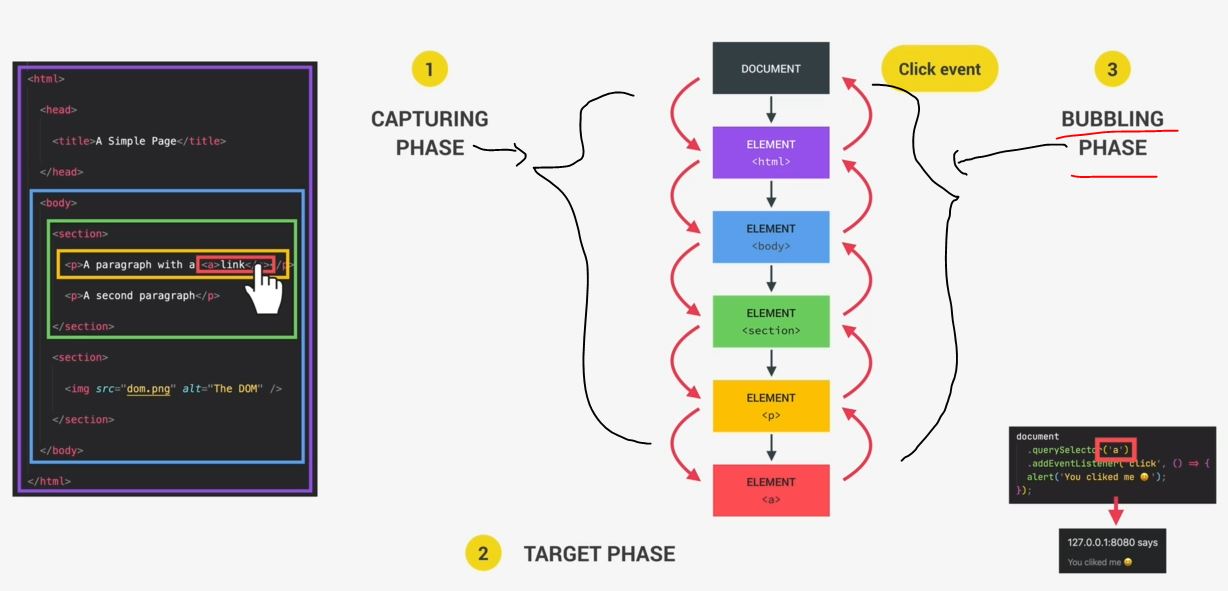 <html>
<head>
<title>A Simple Page</title>
</head>
<body>
<section>
<p>A paragraph with a <a>link</p>
<p>A second paragraph</p>
</section>
<section>
<img src="dom.png" alt="The DOM" />
</section>
</body>
</html>
1
CAPTURING
PHASE
DOCUMENT
ELEMENT
<html>
ELEMENT
<body>
ELEMENT
<section>
ELEMENT
<p>
ELEMENT
<a>
Click event
3
BUBBLING
PHASE
2
TARGET PHASE
document
.querySelector('a')
.addEventListener('click', () => {
alert('You cliked me 😀');
});
127.0.0.1:8080 says
You cliked me 😀